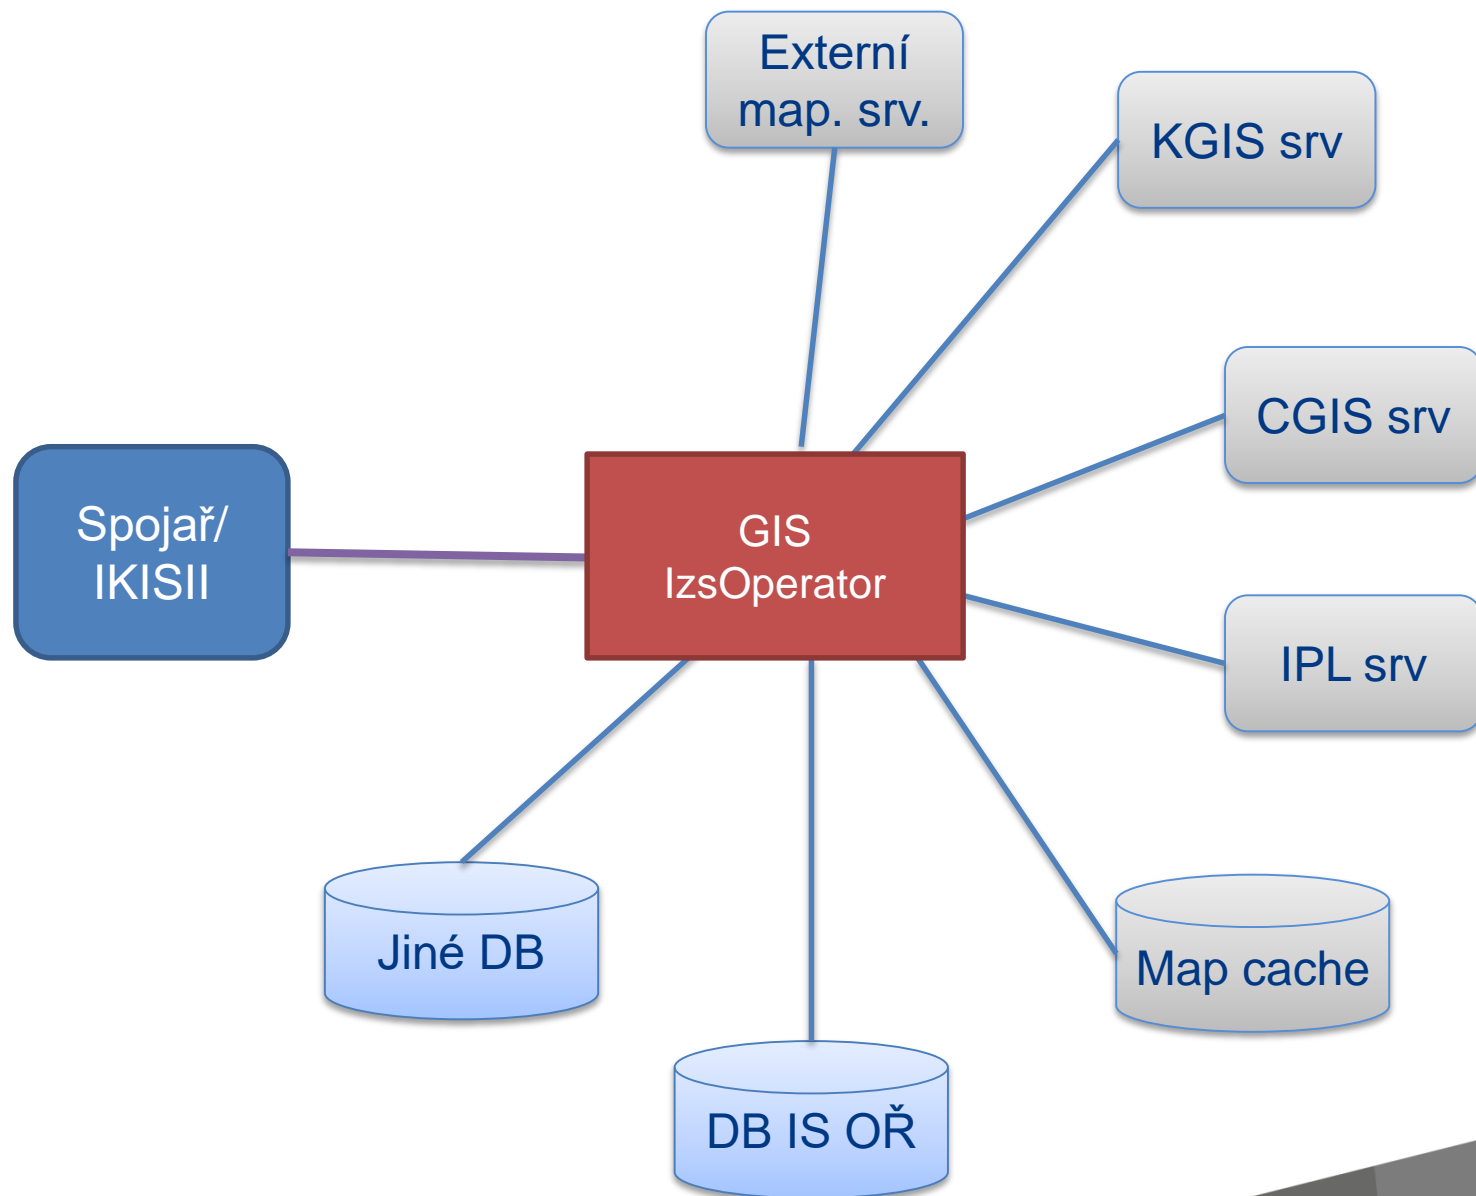 Externí
map. srv.
KGIS srv
CGIS srv
Spojař/
IKISII
GIS
IzsOperator
IPL srv
Jiné DB
Map cache
DB IS OŘ